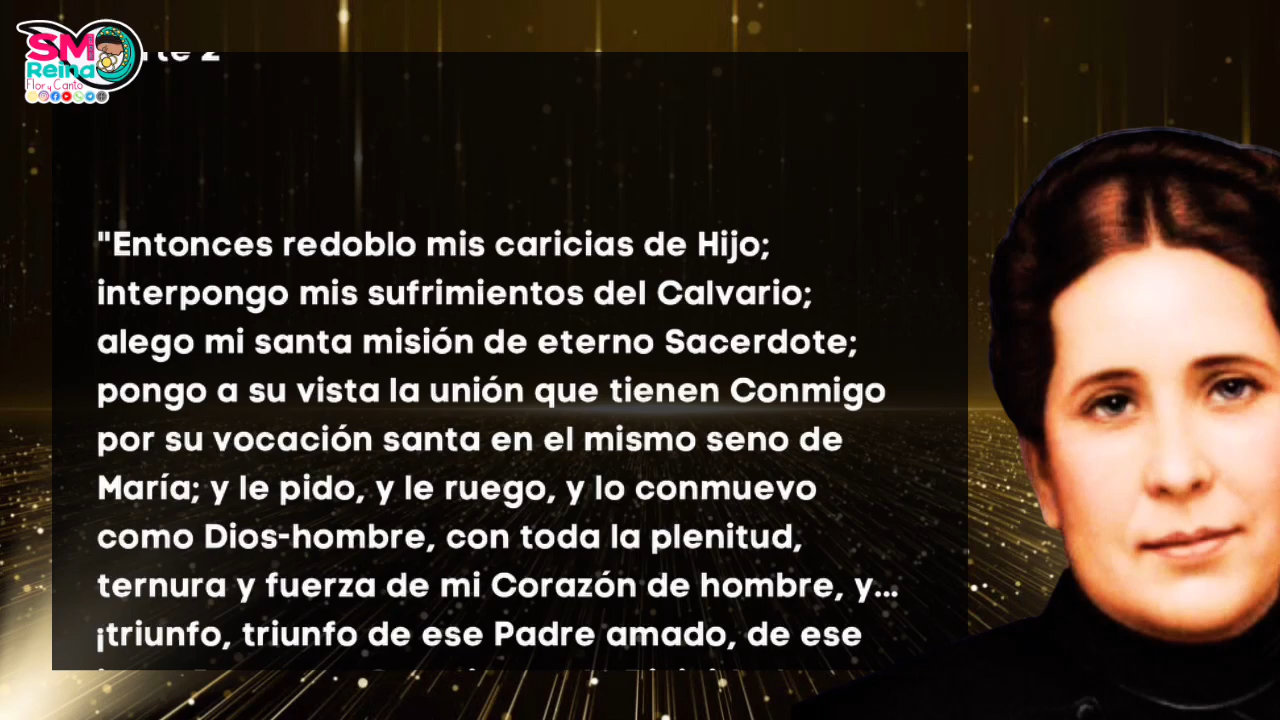 SM
Reina
Flor y Canto
"Entonces redoblo mis caricias de Hijo;
interpongo mis sufrimientos del Calvario;
alego mi santa misión de eterno Sacerdote;
pongo a su vista la unión que tienen Conmigo
por su vocación santa en el mismo seno de
María; y le pido, y le ruego, y lo conmuevo
como Dios-hombre, con toda la plenitud,
ternura y fuerza de mi Corazón de hombre, y...
¡triunfo, triunfo de ese Padre amado, de ese